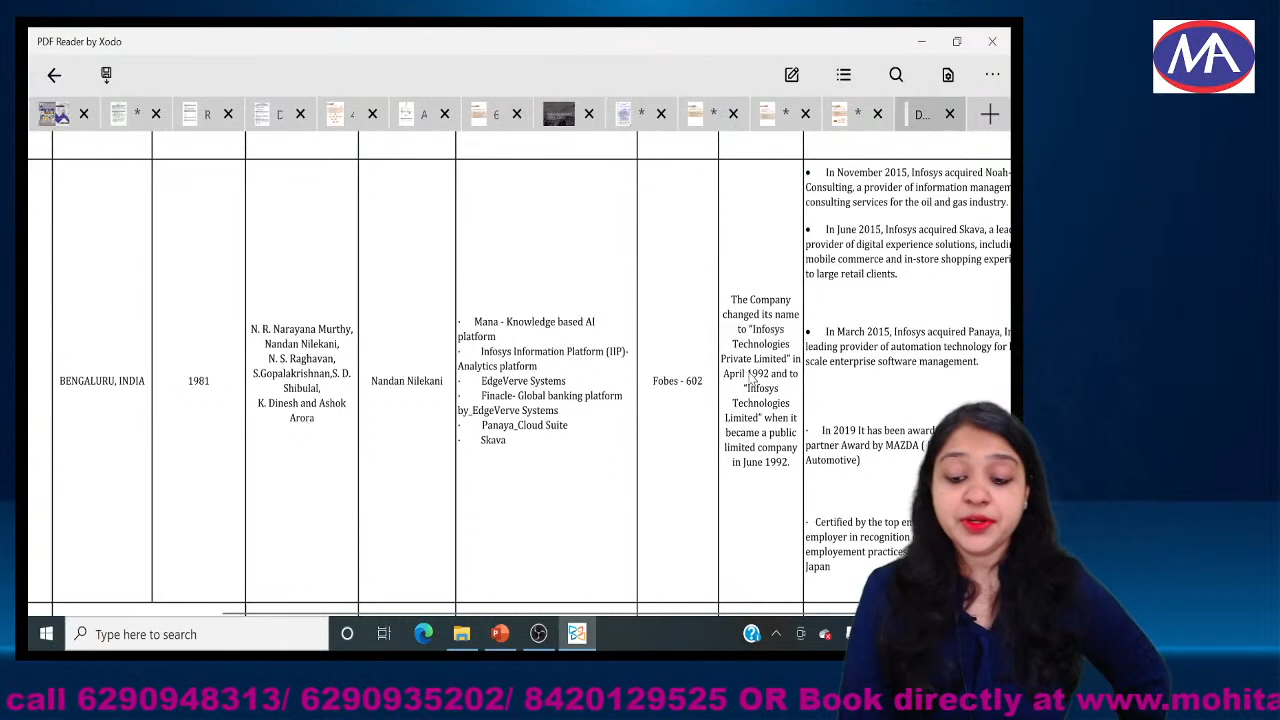 PDF Reader by Xodo
MA
R
A
6
D...
BENGALURU, INDIA
1981
N. R. Narayana Murthy,
Nandan Nilekani,
N. S. Raghavan,
S.Gopalakrishnan,S. D.
Shibulal,
K. Dinesh and Ashok
Arora
Nandan Nilekani
· Mana - Knowledge based AI
platform
· Infosys Information Platform (IIP)-
Analytics platform
· EdgeVerve Systems
· Finacle- Global banking platform
by_EdgeVerve Systems
· Panaya_Cloud Suite
· Skava
Fobes - 602
The Company
changed its name
to “Infosys
Technologies
Private Limited” in
April 1992 and to
“Infosys
Technologies
Limited” when it
became a public
limited company
in June 1992.
• In November 2015, Infosys acquired Noah-
Consulting, a provider of information managem
consulting services for the oil and gas industry.
• In June 2015, Infosys acquired Skava, a lea
provider of digital experience solutions, includi
mobile commerce and in-store shopping experi
to large retail clients.
• In March 2015, Infosys acquired Panaya, In
leading provider of automation technology for
scale enterprise software management.
· In 2019 It has been award
partner Award by MAZDA (
Automotive)
· Certified by the top em
employer in recognition
employement practices
Japan
Type here to search
call 6290948313/ 6290935202/ 8420129525 OR Book directly at www.mohita